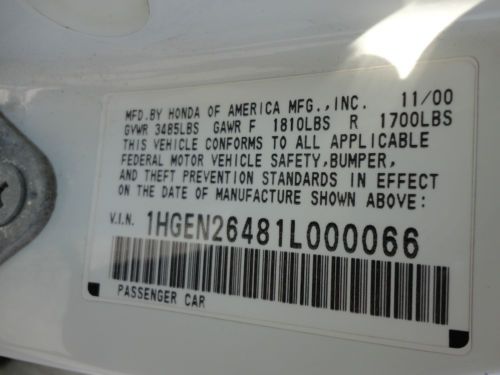 MFD.BY HONDA OF AMERICA MFG.,INC. 11/00
GVWR 3485LBS GAWR F 1810LBS R 1700LBS
THIS VEHICLE CONFORMS TO ALL APPLICABLE
FEDERAL MOTOR VEHICLE SAFETY,BUMPER,
AND THEFT PREVENTION STANDARDS IN EFFECT
ON THE DATE OF MANUFACTURE SHOWN ABOVE:
V.I.N. 1HGEN26481L000066
PASSENGER CAR